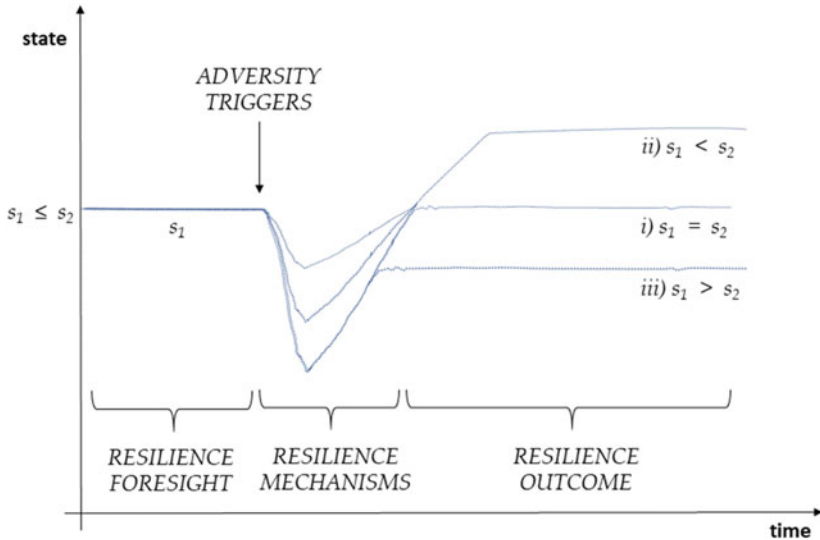 state
ADVERSITY
TRIGGERS
ii) s₁ < s₂
s₁ ≤ s₂
s₁
i) s₁ = s₂
iii) s₁ > s₂
RESILIENCE
FORESIGHT
RESILIENCE
MECHANISMS
RESILIENCE
OUTCOME
time